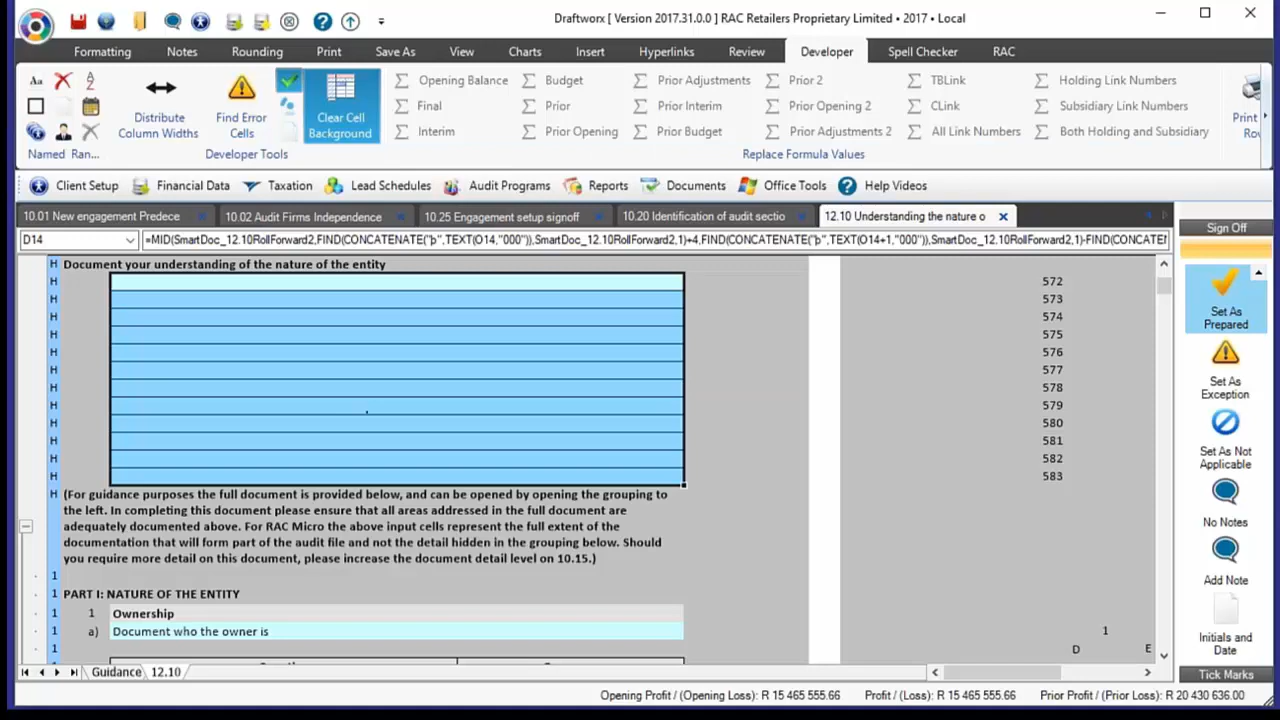 Draftworx [ Version 2017.31.0.0 ] RAC Retailers Proprietary Limited • 2017 • Local
Formatting Notes Rounding Print Save As View Charts Insert Hyperlinks Review Developer Spell Checker RAC
Distribute Column Widths
Find Error Cells
Clear Cell Background
Opening Balance Budget Prior Adjustments Prior 2 TBLink Holding Link Numbers
Final Prior Prior Interim Prior Opening 2 CLink Subsidiary Link Numbers
Interim Prior Opening Prior Budget Prior Adjustments 2 All Link Numbers Both Holding and Subsidiary
Print
Ro
Named Ran... Developer Tools Replace Formula Values
Client Setup Financial Data Taxation Lead Schedules Audit Programs Reports Documents Office Tools Help Videos
10.01 New engagement Predece 10.02 Audit Firms Independence 10.25 Engagement setup signoff 10.20 Identification of audit sectio 12.10 Understanding the nature o
Sign Off
D14 =MID(SmartDoc_12.10RollForward2,FIND(CONCATENATE("þ",TEXT(O14,"000")),SmartDoc_12.10RollForward2,1)+4,FIND(CONCATENATE("þ",TEXT(O14+1,"000")),SmartDoc_12.10RollForward2,1)-FIND(CONCATE
H Document your understanding of the nature of the entity
H 572
H 573
H 574
H 575
H 576
H 577
H 578
H 579
H 580
H 581
H 582
H 583
H (For guidance purposes the full document is provided below, and can be opened by opening the grouping to
the left. In completing this document please ensure that all areas addressed in the full document are
adequately documented above. For RAC Micro the above input cells represent the full extent of the
documentation that will form part of the audit file and not the detail hidden in the grouping below. Should
you require more detail on this document, please increase the document detail level on 10.15.)
1
1 PART I: NATURE OF THE ENTITY
1 1 Ownership
1 a) Document who the owner is 1
1 D E
Guidance 12.10
Set As Prepared
Set As Exception
Set As Not Applicable
No Notes
Add Note
Initials and Date
Tick Marks
Opening Profit / (Opening Loss): R 15 465 555.66 Profit / (Loss): R 15 465 555.66 Prior Profit / (Prior Loss): R 20 430 636.00